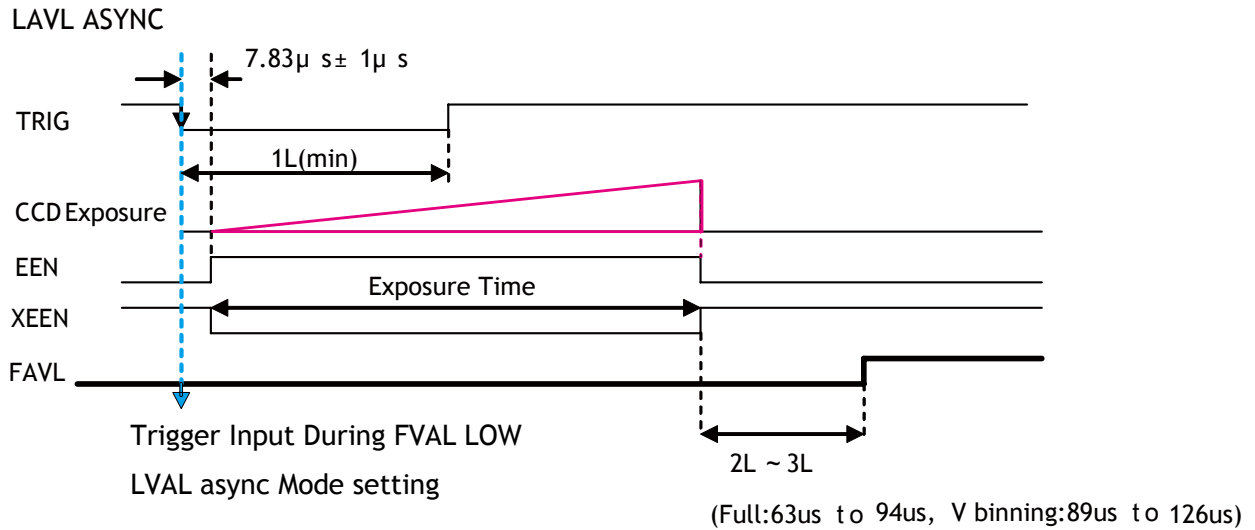 LAVL ASYNC
7.83μ s± 1μ s
TRIG
1L(min)
CCD Exposure
EEN
Exposure Time
XEEN
FAVL
Trigger Input During FVAL LOW
2L ~ 3L
LVAL async Mode setting
(Full:63us to 94us, V binning:89us to 126us)